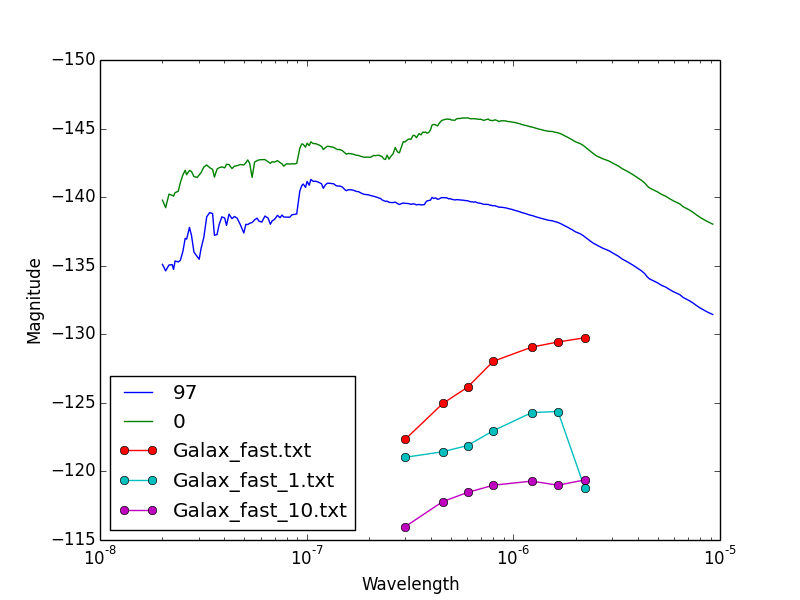 −150
−145
−140
−135
−130
−125
−120
−115
Magnitude
97
0
Galax_fast.txt
Galax_fast_1.txt
Galax_fast_10.txt
10^-8
10^-7
10^-6
10^-5
Wavelength